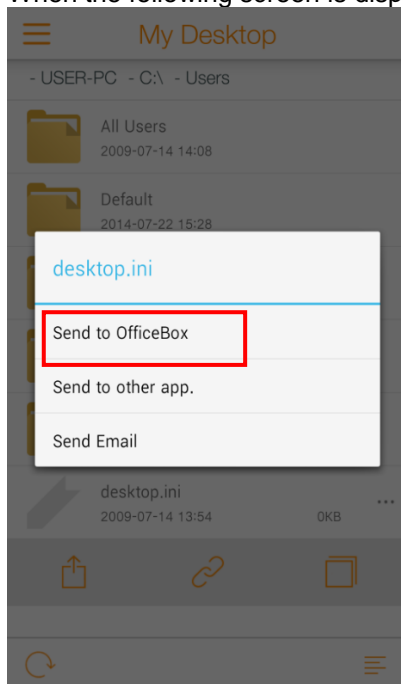 When the following screen is disp
My Desktop
- USER-PC - C:\ - Users
All Users
2009-07-14 14:08
Default
2014-07-22 15:28
desktop.ini
Send to OfficeBox
Send to other app.
Send Email
desktop.ini
2009-07-14 13:54 0KB